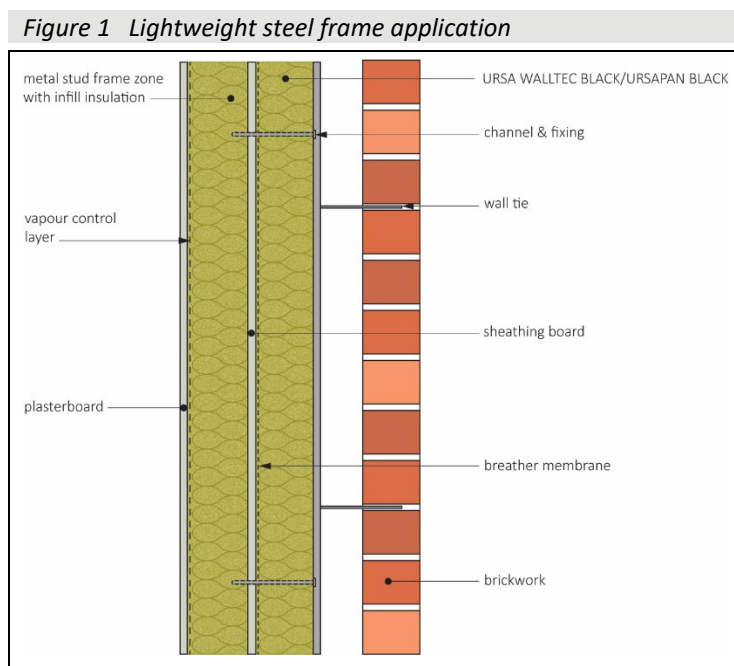 Figure 1 Lightweight steel frame application
metal stud frame zone
with infill insulation
URSA WALLTEC BLACK/URSAPAN BLACK
channel & fixing
vapour control
layer
wall tie
sheathing board
plasterboard
breather membrane
brickwork